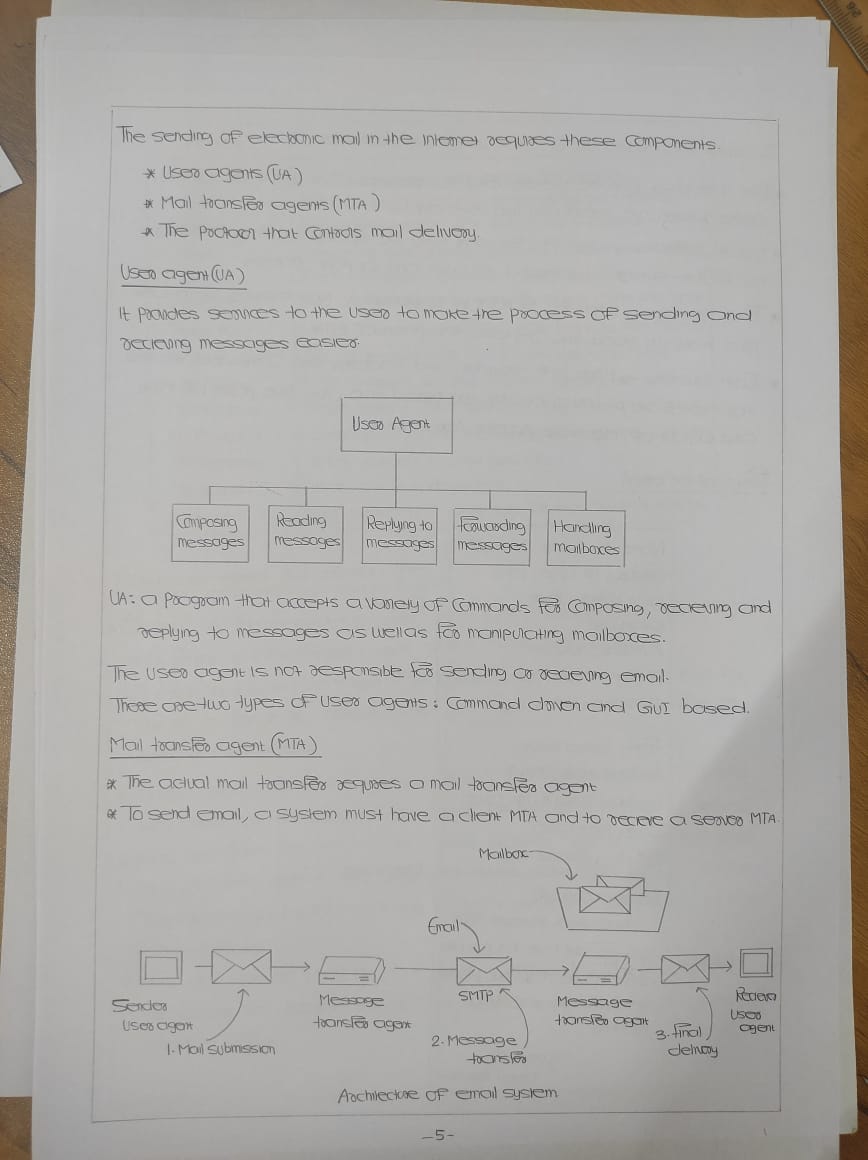 The sending of electronic mail in the internet requires these components.
* User agents (UA)
* Mail transfer agents (MTA)
* The protocol that controls mail delivery.
User agent (UA)
It provides services to the user to make the process of sending and
recieving messages easier.
User Agent
Composing
messages
Reading
messages
Replying to
messages
Forwarding
messages
Handling
mailboxes
UA: a program that accepts a variety of commands for composing, recieving and
replying to messages as well as for manipulating mailboxes.
The user agent is not responsible for sending or recieving email.
There are two types of user agents: Command driven and GUI based.
Mail transfer agent (MTA)
* The actual mail transfer requires a mail transfer agent
* To send email, a system must have a client MTA and to recieve a server MTA.
Mailbox
Email
Sender
User agent
1. Mail submission
Message
transfer agent
SMTP
2. Message
transfer
Message
transfer agent
3. Final
delivery
Reciever
User
agent
Architecture of email system
-5-